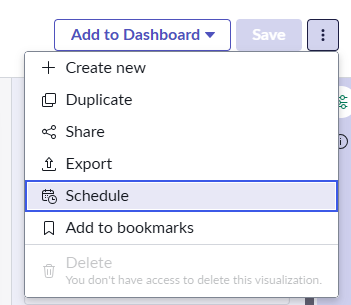 Add to Dashboard
Save
Create new
Duplicate
Share
Export
Schedule
Add to bookmarks
Delete
You don't have access to delete this visualization.